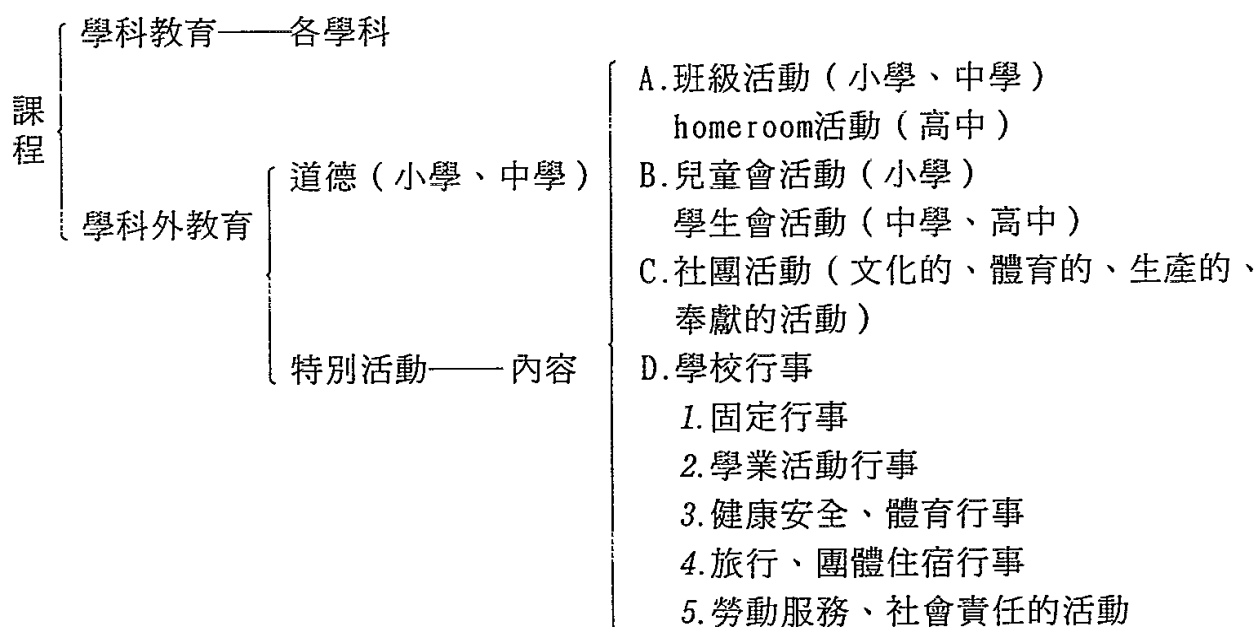 課程
學科教育——各學科
學科外教育
道德（小學、中學）
特別活動——內容
A.班級活動（小學、中學）
homeroom活動（高中）
B.兒童會活動（小學）
學生會活動（中學、高中）
C.社團活動（文化的、體育的、生產的、
奉獻的活動）
D.學校行事
1.固定行事
2.學業活動行事
3.健康安全、體育行事
4.旅行、團體住宿行事
5.勞動服務、社會責任的活動